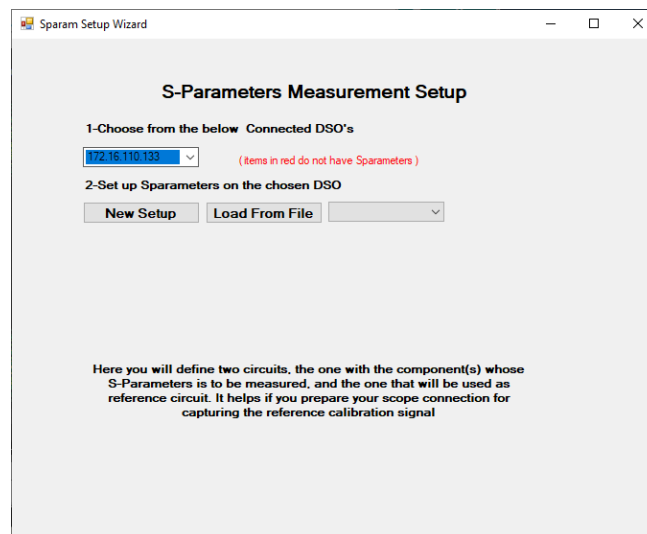 Sparam Setup Wizard
S-Parameters Measurement Setup
1-Choose from the below Connected DSO's
172.16.110.133
( items in red do not have Sparameters )
2-Set up Sparameters on the chosen DSO
New Setup Load From File
Here you will define two circuits, the one with the component(s) whose
S-Parameters is to be measured, and the one that will be used as
reference circuit. It helps if you prepare your scope connection for
capturing the reference calibration signal